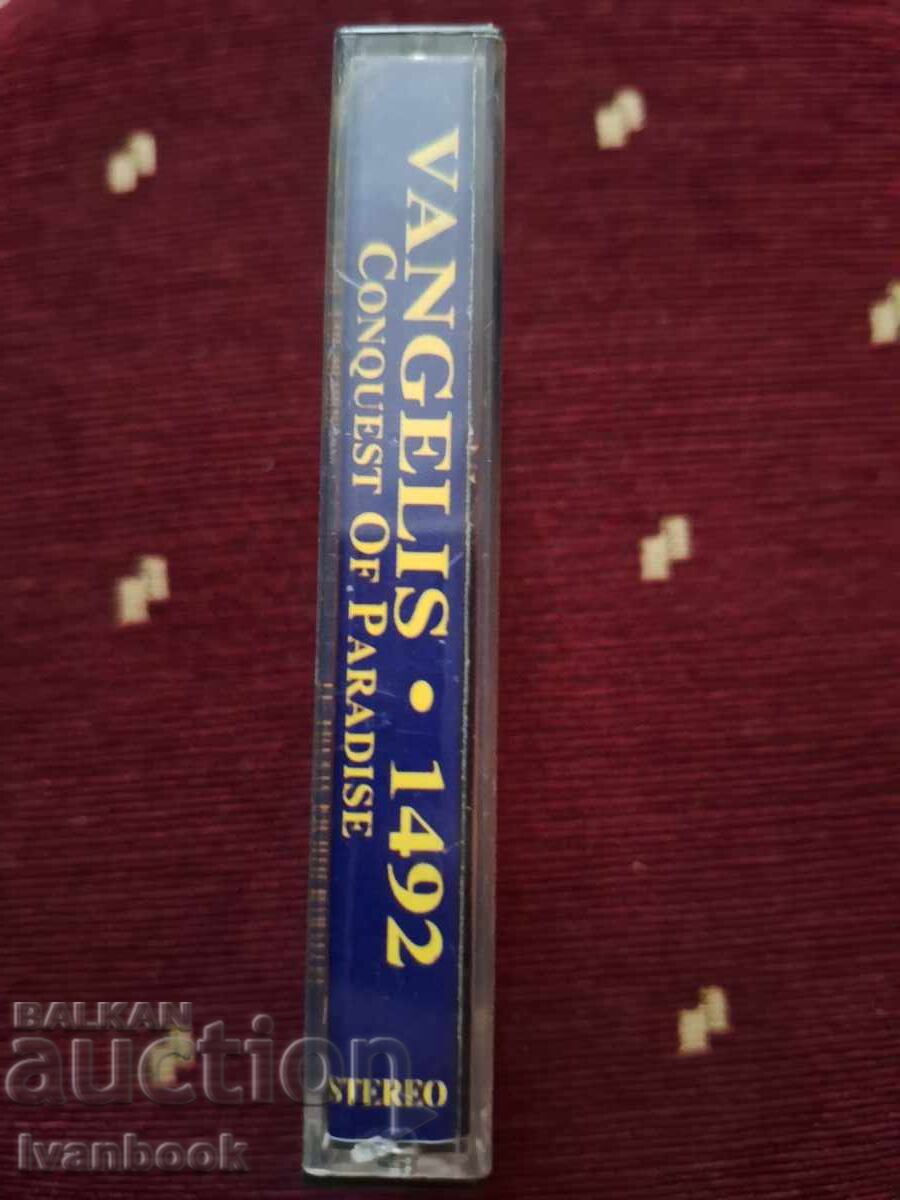 VANGELIS • 1492
CONQUEST OF PARADISE
STEREO
BALKAN
auction
Ivanbook